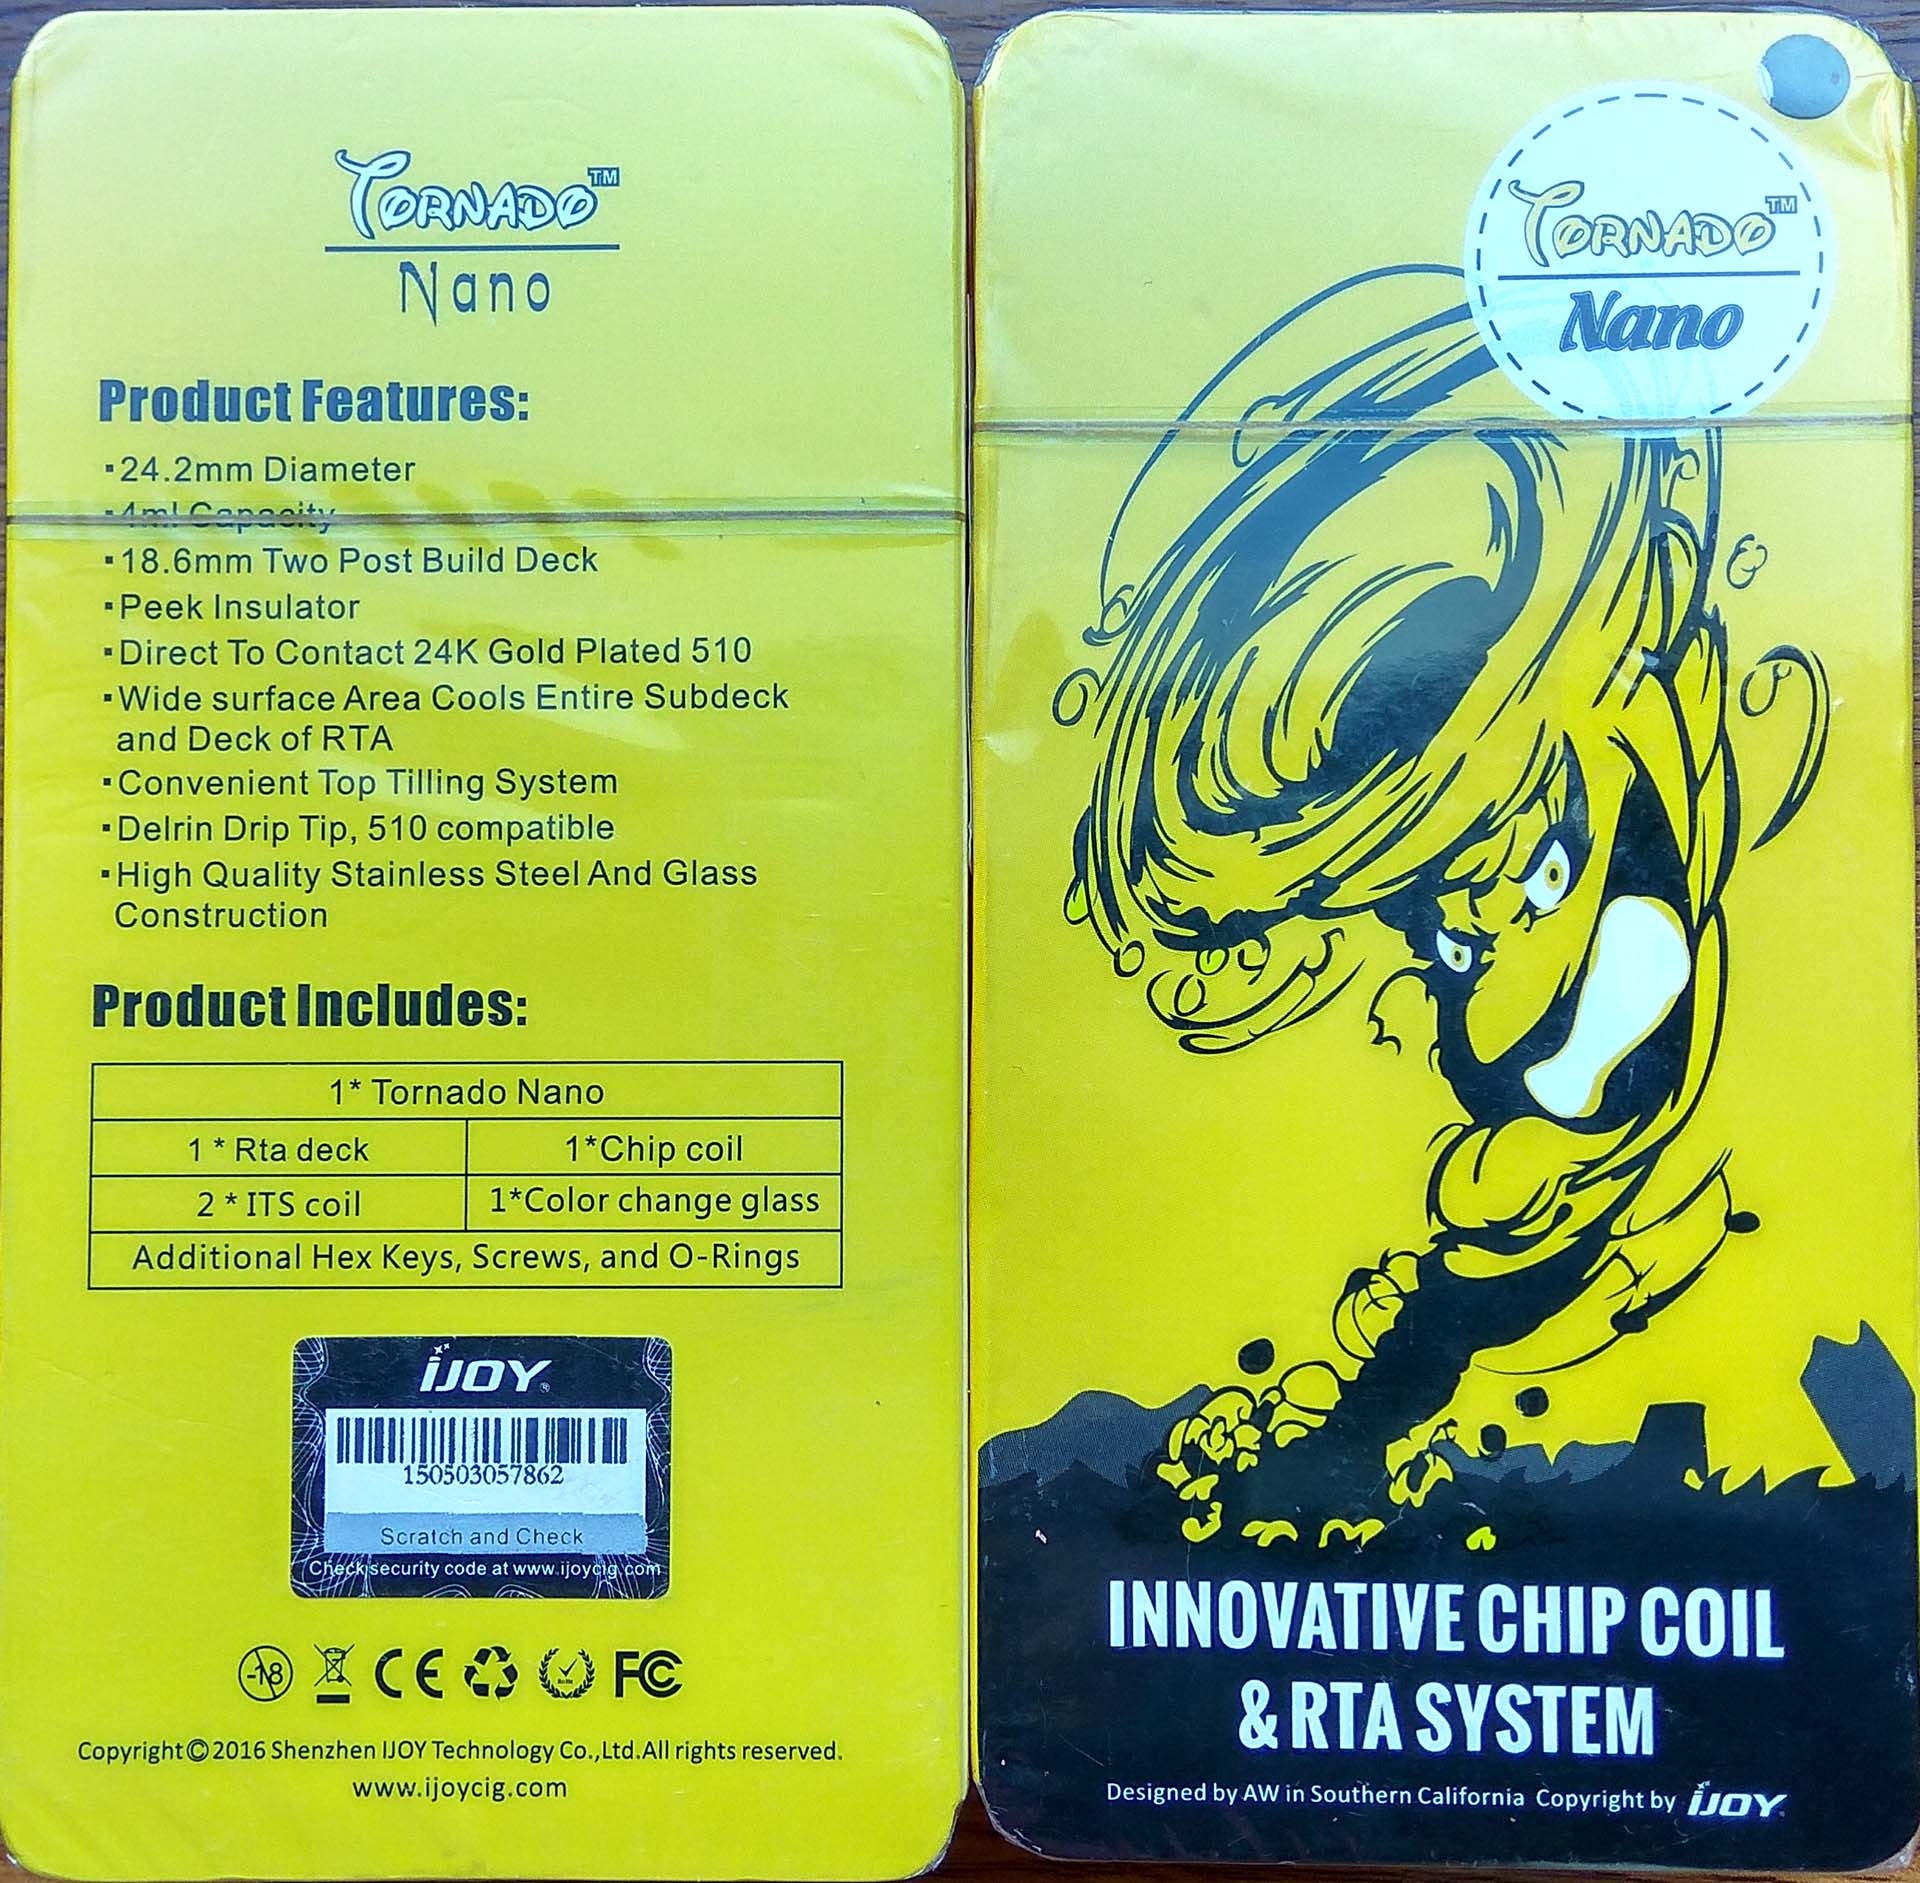 TORNADO™
Nano
Product Features:
▪24.2mm Diameter
▪4ml Capacity
▪18.6mm Two Post Build Deck
▪Peek Insulator
▪Direct To Contact 24K Gold Plated 510
▪Wide surface Area Cools Entire Subdeck
and Deck of RTA
▪Convenient Top Tilling System
▪Delrin Drip Tip, 510 compatible
▪High Quality Stainless Steel And Glass
Construction
Product Includes:
1* Tornado Nano
1 * Rta deck 1*Chip coil
2 * ITS coil 1*Color change glass
Additional Hex Keys, Screws, and O-Rings
iJOY®
150503057862
Scratch and Check
Check security code at www.ijoycig.com
-18 CE FC
Copyright©2016 Shenzhen IJOY Technology Co.,Ltd.All rights reserved.
www.ijoycig.com
TORNADO™
Nano
INNOVATIVE CHIP COIL
& RTA SYSTEM
Designed by AW in Southern California Copyright by iJOY